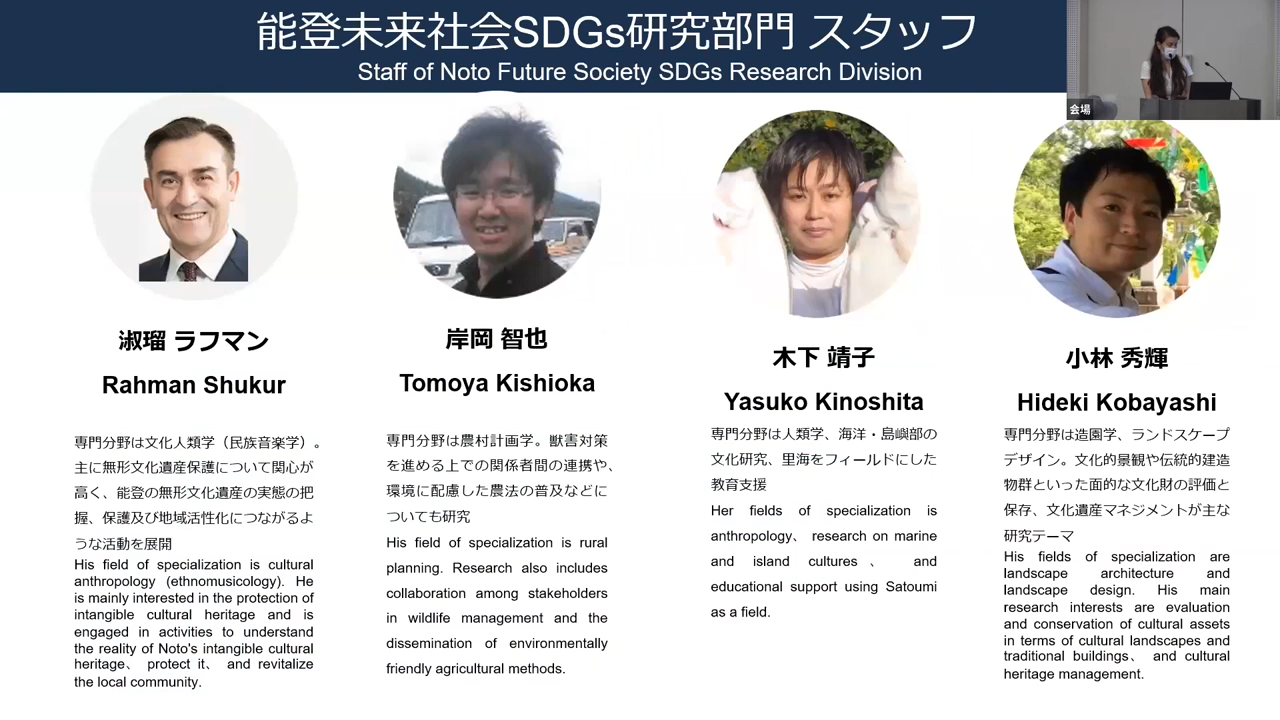 能登未来社会SDGs研究部門 スタッフ
Staff of Noto Future Society SDGs Research Division
会場
淑瑠 ラフマン
Rahman Shukur
専門分野は文化人類学（民族音楽学）。
主に無形文化遺産保護について関心が
高く、能登の無形文化遺産の実態の把
握、保護及び地域活性化につながるよ
うな活動を展開
His field of specialization is cultural
anthropology (ethnomusicology). He
is mainly interested in the protection of
intangible cultural heritage and is
engaged in activities to understand
the reality of Noto's intangible cultural
heritage、 protect it、 and revitalize
the local community.
岸岡 智也
Tomoya Kishioka
専門分野は農村計画学。獣害対策
を進める上での関係者間の連携や、
環境に配慮した農法の普及などに
ついても研究
His field of specialization is rural
planning. Research also includes
collaboration among stakeholders
in wildlife management and the
dissemination of environmentally
friendly agricultural methods.
木下 靖子
Yasuko Kinoshita
専門分野は人類学、海洋・島嶼部の
文化研究、里海をフィールドにした
教育支援
Her fields of specialization is
anthropology、 research on marine
and island cultures 、 and
educational support using Satoumi
as a field.
小林 秀輝
Hideki Kobayashi
専門分野は造園学、ランドスケープ
デザイン。文化的景観や伝統的建造
物群といった面的な文化財の評価と
保存、文化遺産マネジメントが主な
研究テーマ
His fields of specialization are
landscape architecture and
landscape design. His main
research interests are evaluation
and conservation of cultural assets
in terms of cultural landscapes and
traditional buildings、 and cultural
heritage management.